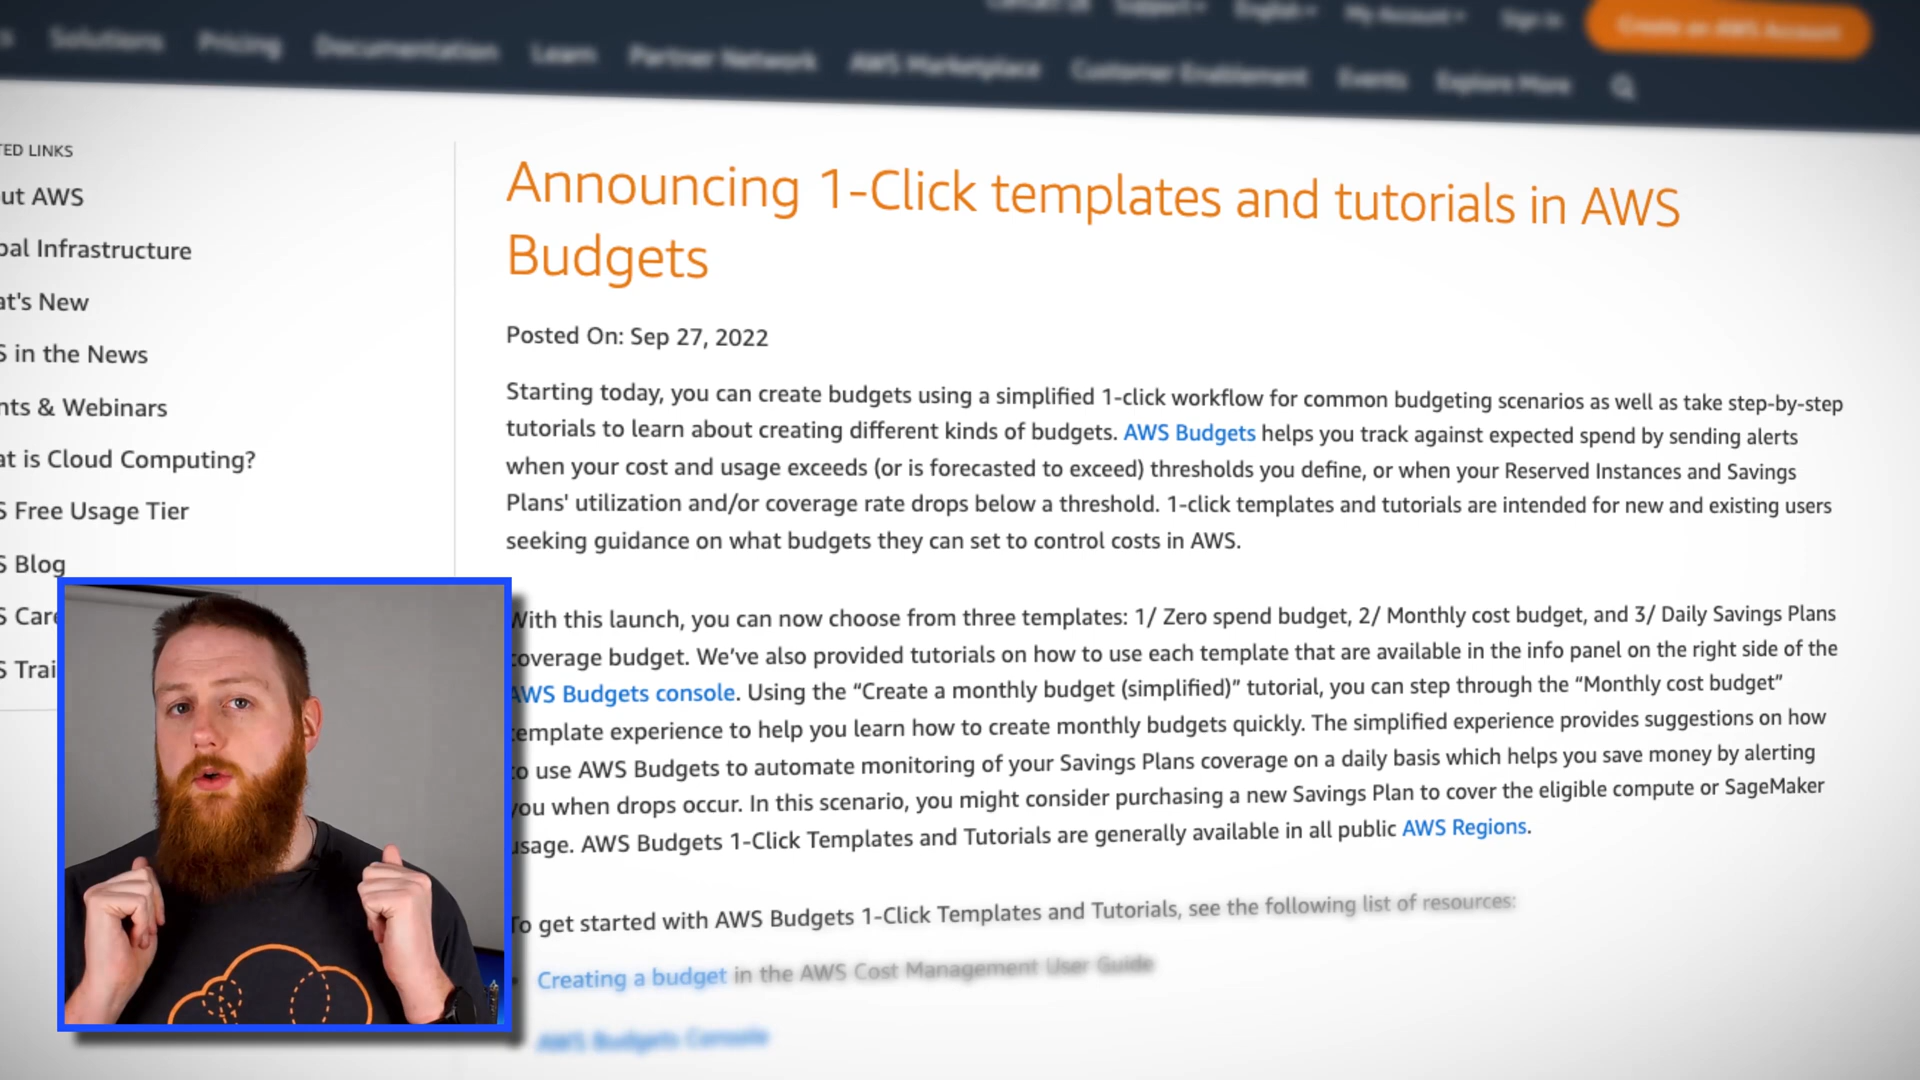 Contact Us Support English My Account Sign In Create an AWS Account
s Solutions Pricing Documentation Learn Partner Network AWS Marketplace Customer Enablement Events Explore More
TED LINKS
ut AWS
bal Infrastructure
at's New
S in the News
nts & Webinars
at is Cloud Computing?
S Free Usage Tier
S Blog
S Care
S Trai
Announcing 1-Click templates and tutorials in AWS
Budgets
Posted On: Sep 27, 2022
Starting today, you can create budgets using a simplified 1-click workflow for common budgeting scenarios as well as take step-by-step
tutorials to learn about creating different kinds of budgets. AWS Budgets helps you track against expected spend by sending alerts
when your cost and usage exceeds (or is forecasted to exceed) thresholds you define, or when your Reserved Instances and Savings
Plans' utilization and/or coverage rate drops below a threshold. 1-click templates and tutorials are intended for new and existing users
seeking guidance on what budgets they can set to control costs in AWS.
With this launch, you can now choose from three templates: 1/ Zero spend budget, 2/ Monthly cost budget, and 3/ Daily Savings Plans
coverage budget. We’ve also provided tutorials on how to use each template that are available in the info panel on the right side of the
AWS Budgets console. Using the “Create a monthly budget (simplified)” tutorial, you can step through the “Monthly cost budget”
template experience to help you learn how to create monthly budgets quickly. The simplified experience provides suggestions on how
to use AWS Budgets to automate monitoring of your Savings Plans coverage on a daily basis which helps you save money by alerting
you when drops occur. In this scenario, you might consider purchasing a new Savings Plan to cover the eligible compute or SageMaker
usage. AWS Budgets 1-Click Templates and Tutorials are generally available in all public AWS Regions.
To get started with AWS Budgets 1-Click Templates and Tutorials, see the following list of resources:
Creating a budget in the AWS Cost Management User Guide
AWS Budgets Console